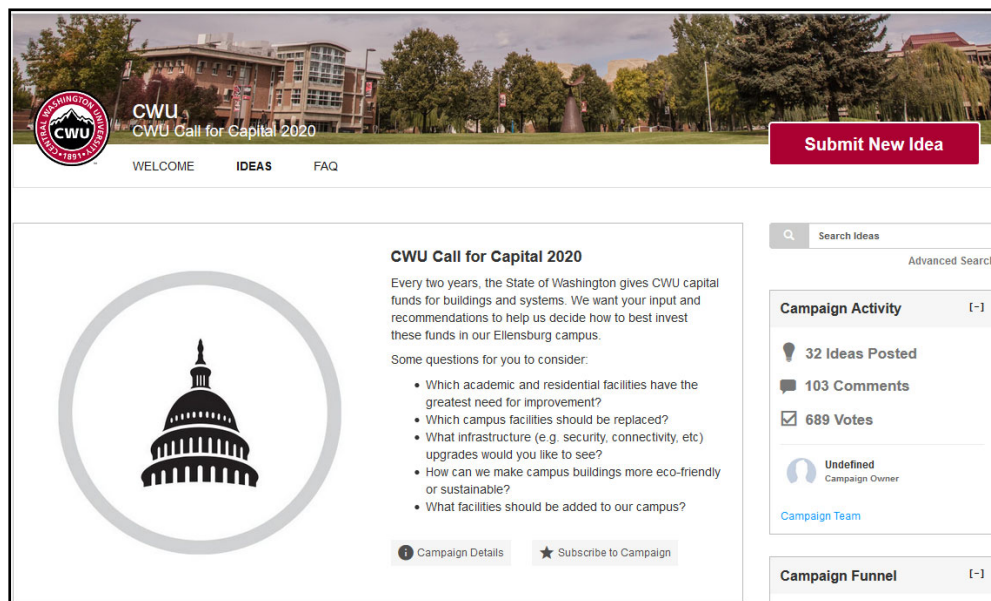 CENTRAL WASHINGTON UNIVERSITY
CWU
•1891•
CWU
CWU Call for Capital 2020
Submit New Idea
WELCOME IDEAS FAQ
Search Ideas
Advanced Search
CWU Call for Capital 2020
Every two years, the State of Washington gives CWU capital
funds for buildings and systems. We want your input and
recommendations to help us decide how to best invest
these funds in our Ellensburg campus.
Some questions for you to consider:
• Which academic and residential facilities have the
greatest need for improvement?
• Which campus facilities should be replaced?
• What infrastructure (e.g. security, connectivity, etc)
upgrades would you like to see?
• How can we make campus buildings more eco-friendly
or sustainable?
• What facilities should be added to our campus?
Campaign Details Subscribe to Campaign
Campaign Activity [-]
32 Ideas Posted
103 Comments
689 Votes
Undefined
Campaign Owner
Campaign Team
Campaign Funnel [-]